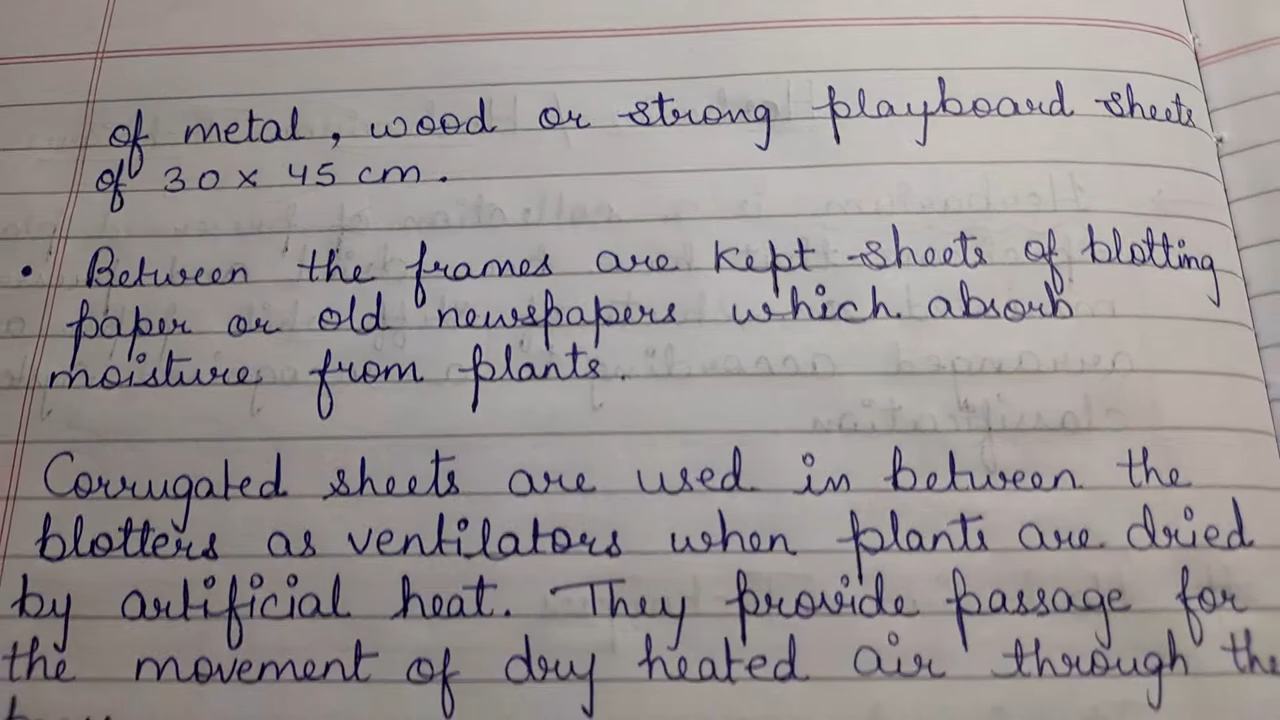 of metal, wood or strong playboard sheets
of 30 x 45 cm.
• Between the frames are kept sheets of blotting
paper or old newspapers which absorb
moisture from plants.
Corrugated sheets are used in between the
blotters as ventilators when plants are dried
by artificial heat. They provide passage for
the movement of dry heated air through the